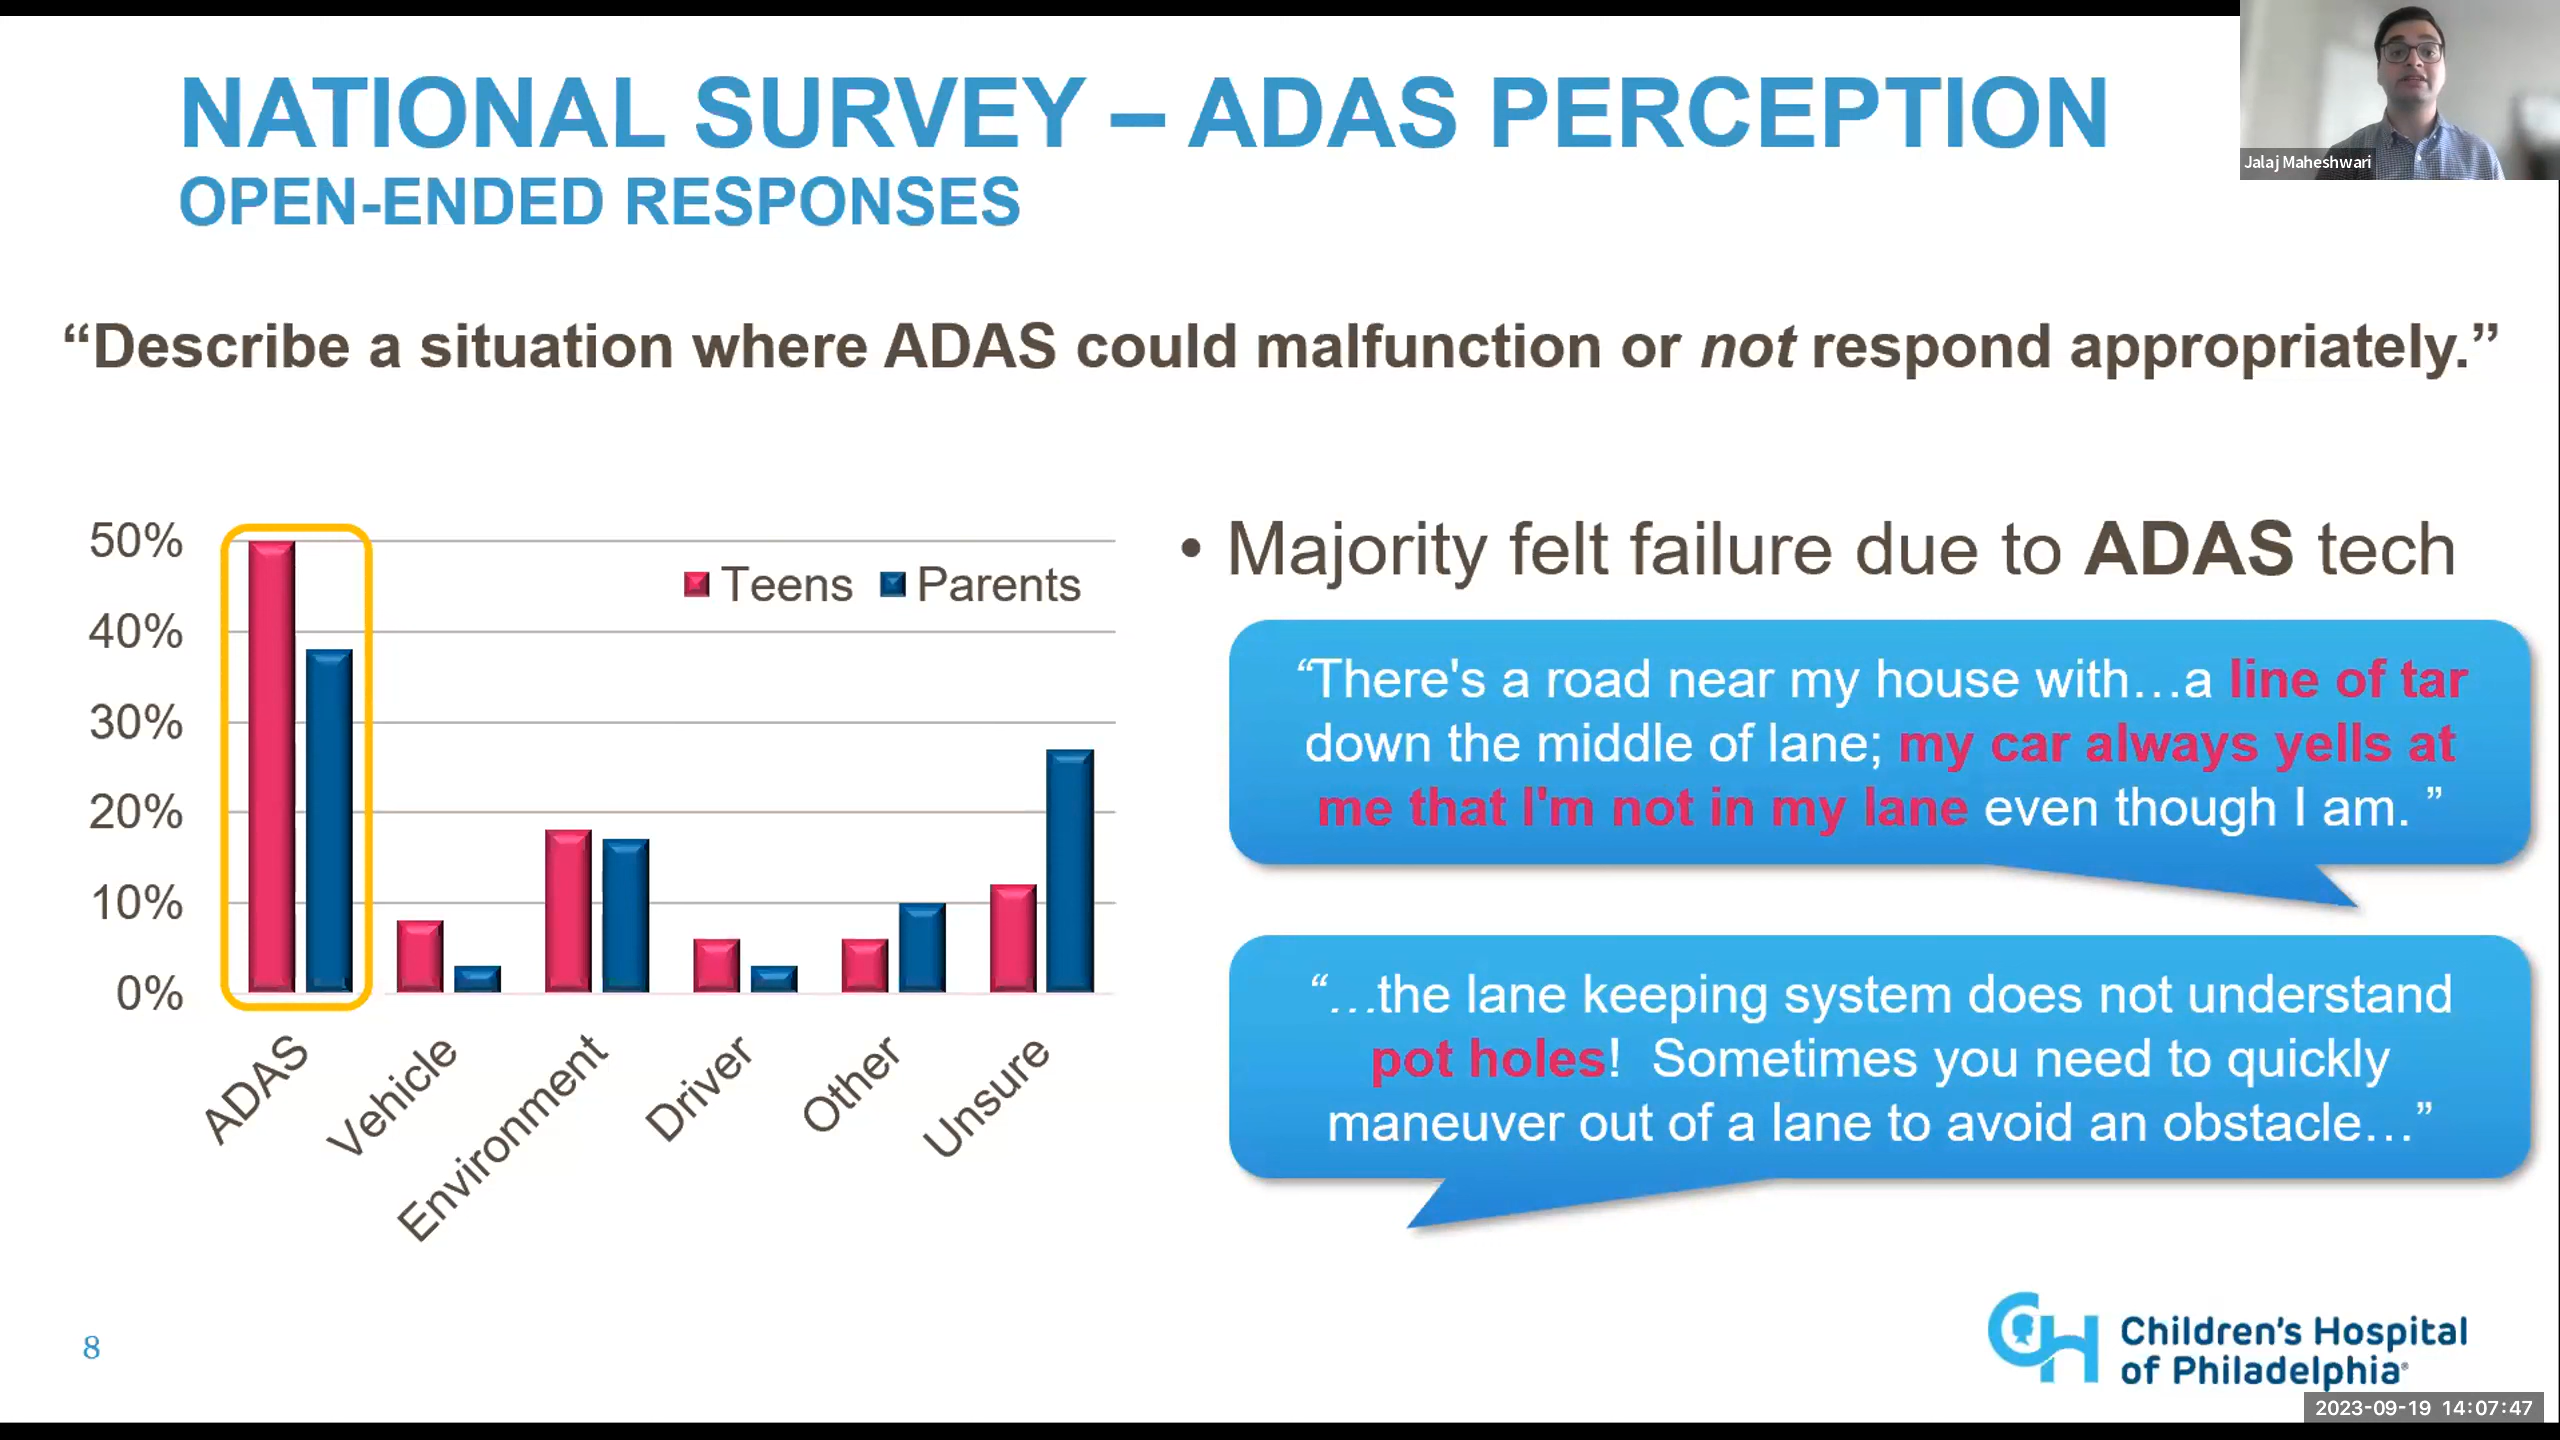 NATIONAL SURVEY – ADAS PERCEPTION
OPEN-ENDED RESPONSES
Jalaj Maheshwari
“Describe a situation where ADAS could malfunction or not respond appropriately.”
50%
40%
30%
20%
10%
0%
Teens Parents
ADAS
Vehicle
Environment
Driver
Other
Unsure
• Majority felt failure due to ADAS tech
“There's a road near my house with…a line of tar
down the middle of lane; my car always yells at
me that I'm not in my lane even though I am. ”
“…the lane keeping system does not understand
pot holes! Sometimes you need to quickly
maneuver out of a lane to avoid an obstacle…”
8
CH
Children’s Hospital
of Philadelphia®
2023-09-19 14:07:47